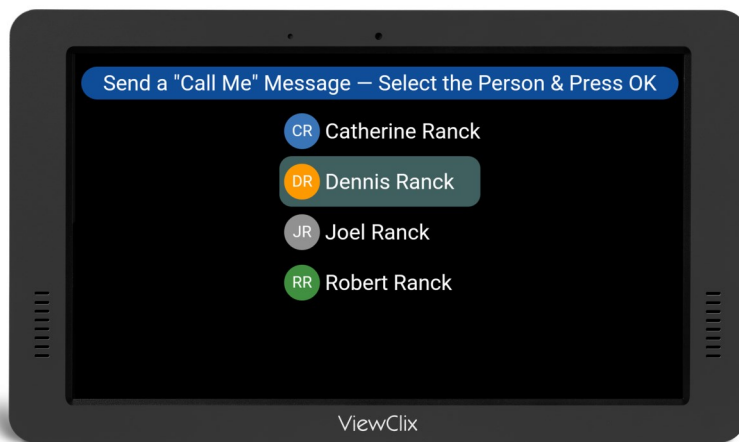 Send a "Call Me" Message — Select the Person & Press OK
CR Catherine Ranck
DR Dennis Ranck
JR Joel Ranck
RR Robert Ranck
ViewClix